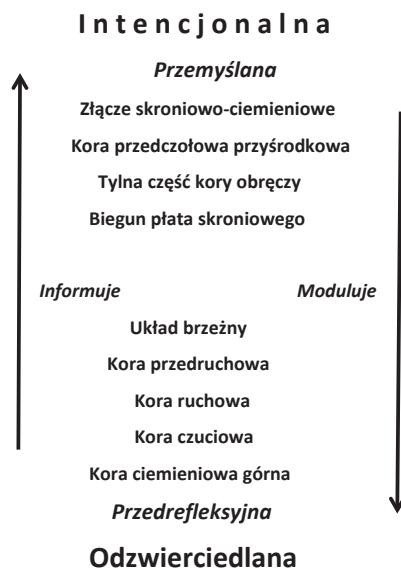 Intencjonalna
Przemyślana
Złącze skroniowo-ciemieniowe
Kora przedczołowa przyśrodkowa
Tylna część kory obręczy
Biegun płata skroniowego
Informuje Moduluje
Układ brzeżny
Kora przedruchowa
Kora ruchowa
Kora czuciowa
Kora ciemieniowa górna
Przedrefleksyjna
Odzwierciedlana